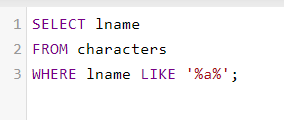 1 SELECT lname
2 FROM characters
3 WHERE lname LIKE '%a%';